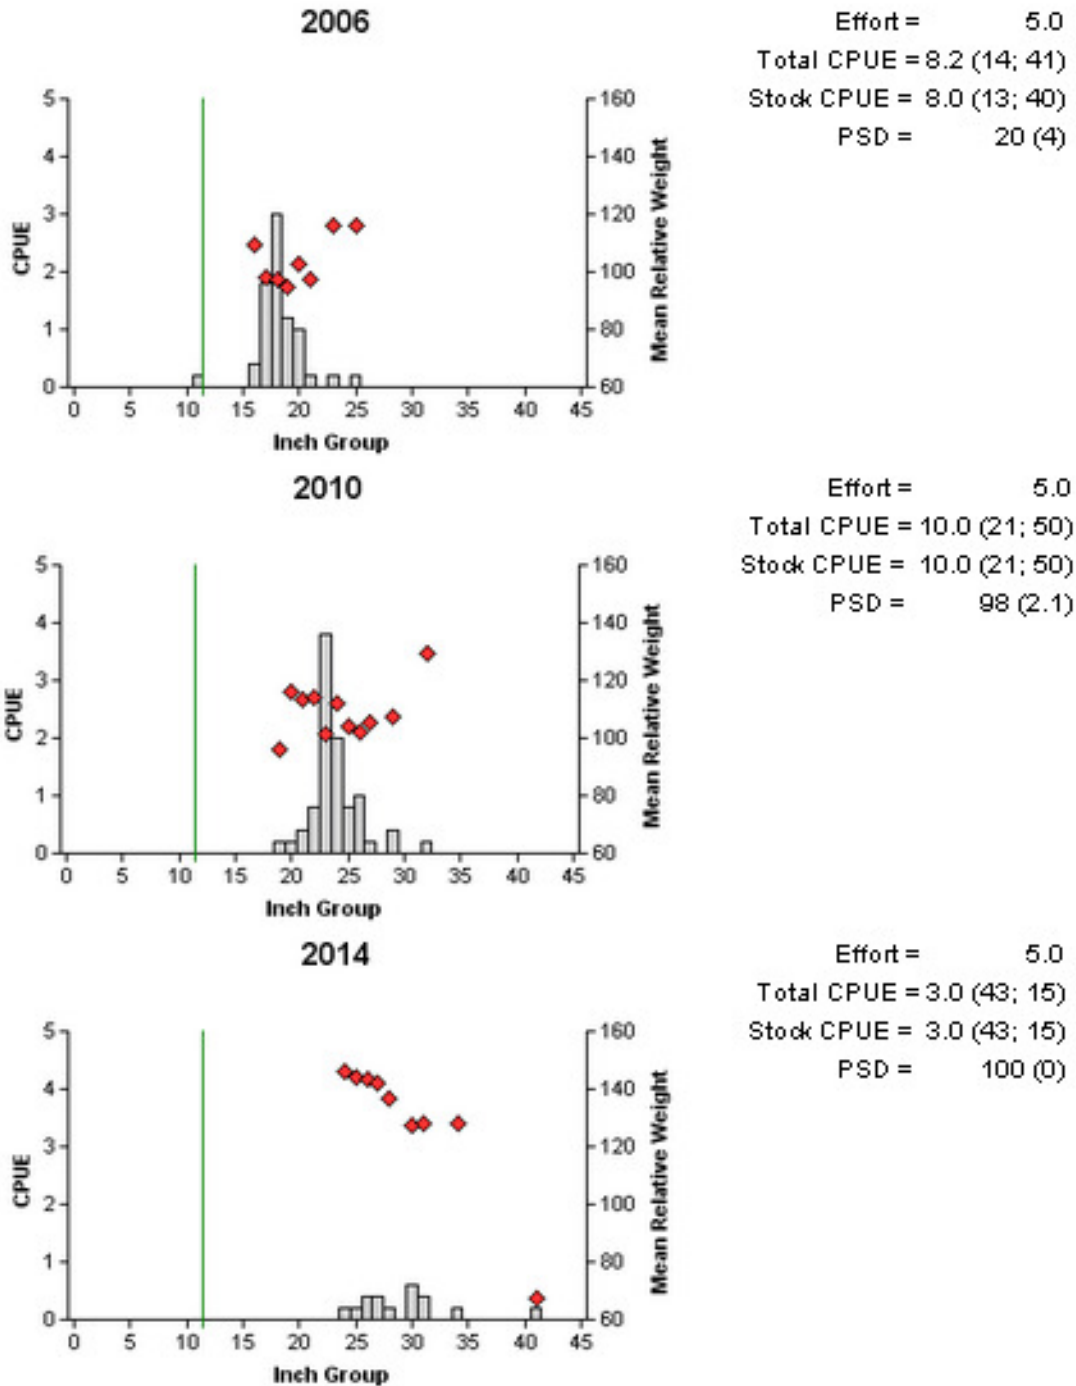 2006
Effort = 5.0
Total CPUE = 8.2 (14; 41)
Stock CPUE = 8.0 (13; 40)
PSD = 20 (4)
5 4 3 2 1 0
CPUE
160 140 120 100 80 60
Mean Relative Weight
0 5 10 15 20 25 30 35 40 45
Inch Group
2010
Effort = 5.0
Total CPUE = 10.0 (21; 50)
Stock CPUE = 10.0 (21; 50)
PSD = 98 (2.1)
5 4 3 2 1 0
CPUE
160 140 120 100 80 60
Mean Relative Weight
0 5 10 15 20 25 30 35 40 45
Inch Group
2014
Effort = 5.0
Total CPUE = 3.0 (43; 15)
Stock CPUE = 3.0 (43; 15)
PSD = 100 (0)
5 4 3 2 1 0
CPUE
160 140 120 100 80 60
Mean Relative Weight
0 5 10 15 20 25 30 35 40 45
Inch Group